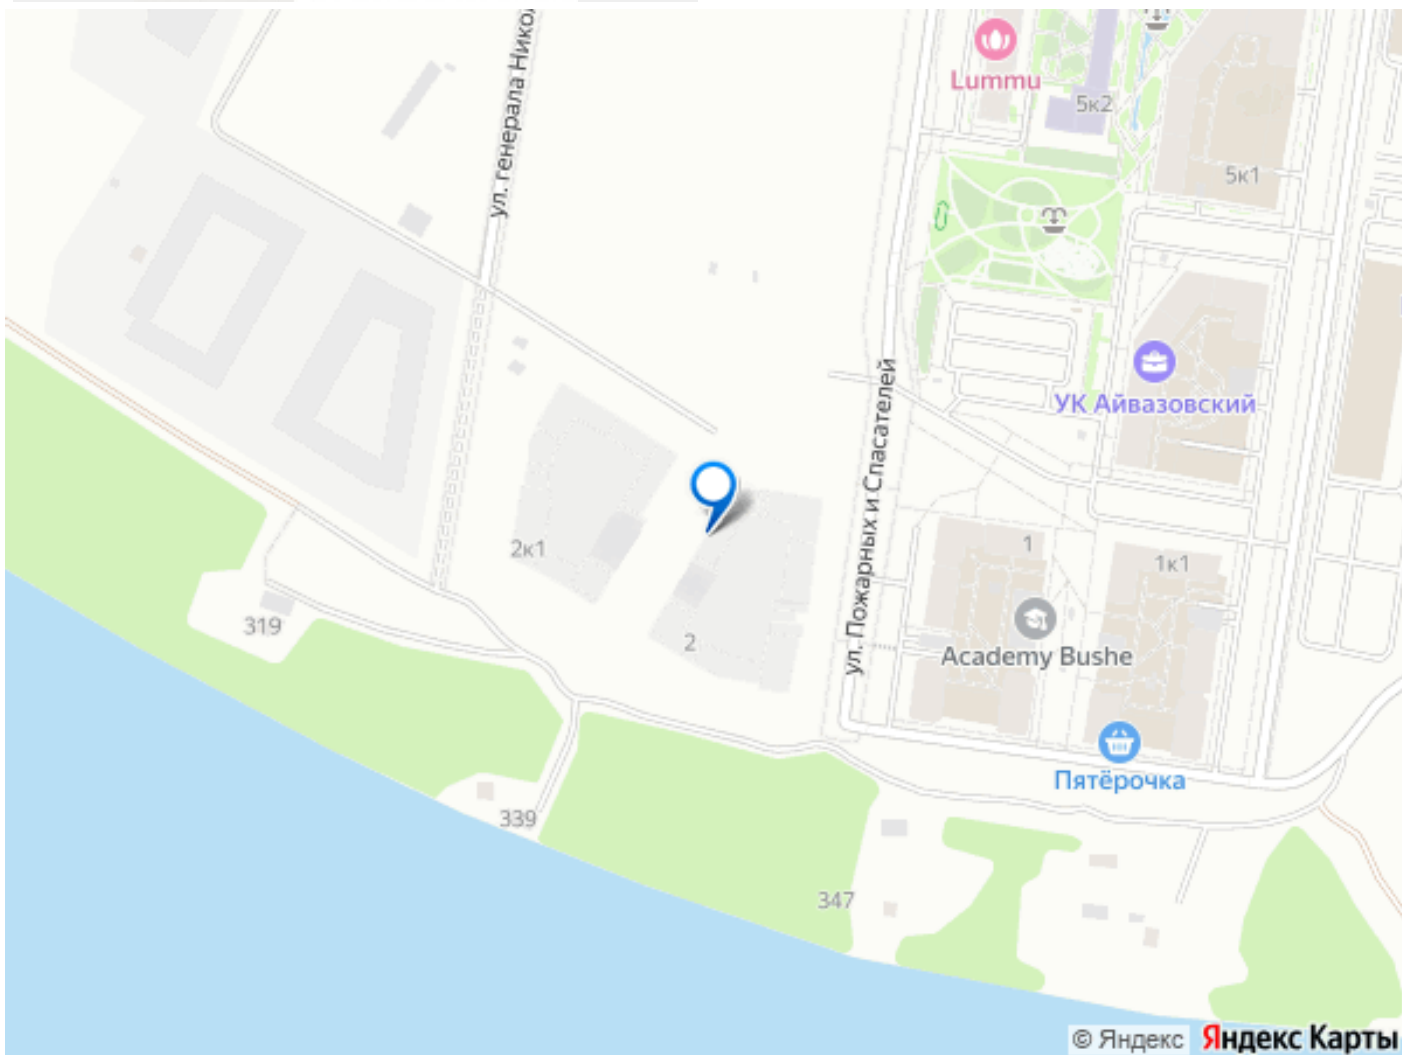 Lummu
5к2
5к1
ул. генерала Нико
УК Айвазовский
ул. Пожарных и Спасателей
2к1
1
1к1
319
2
Academy Bushe
Пятёрочка
339
347
© Яндекс Яндекс Карты